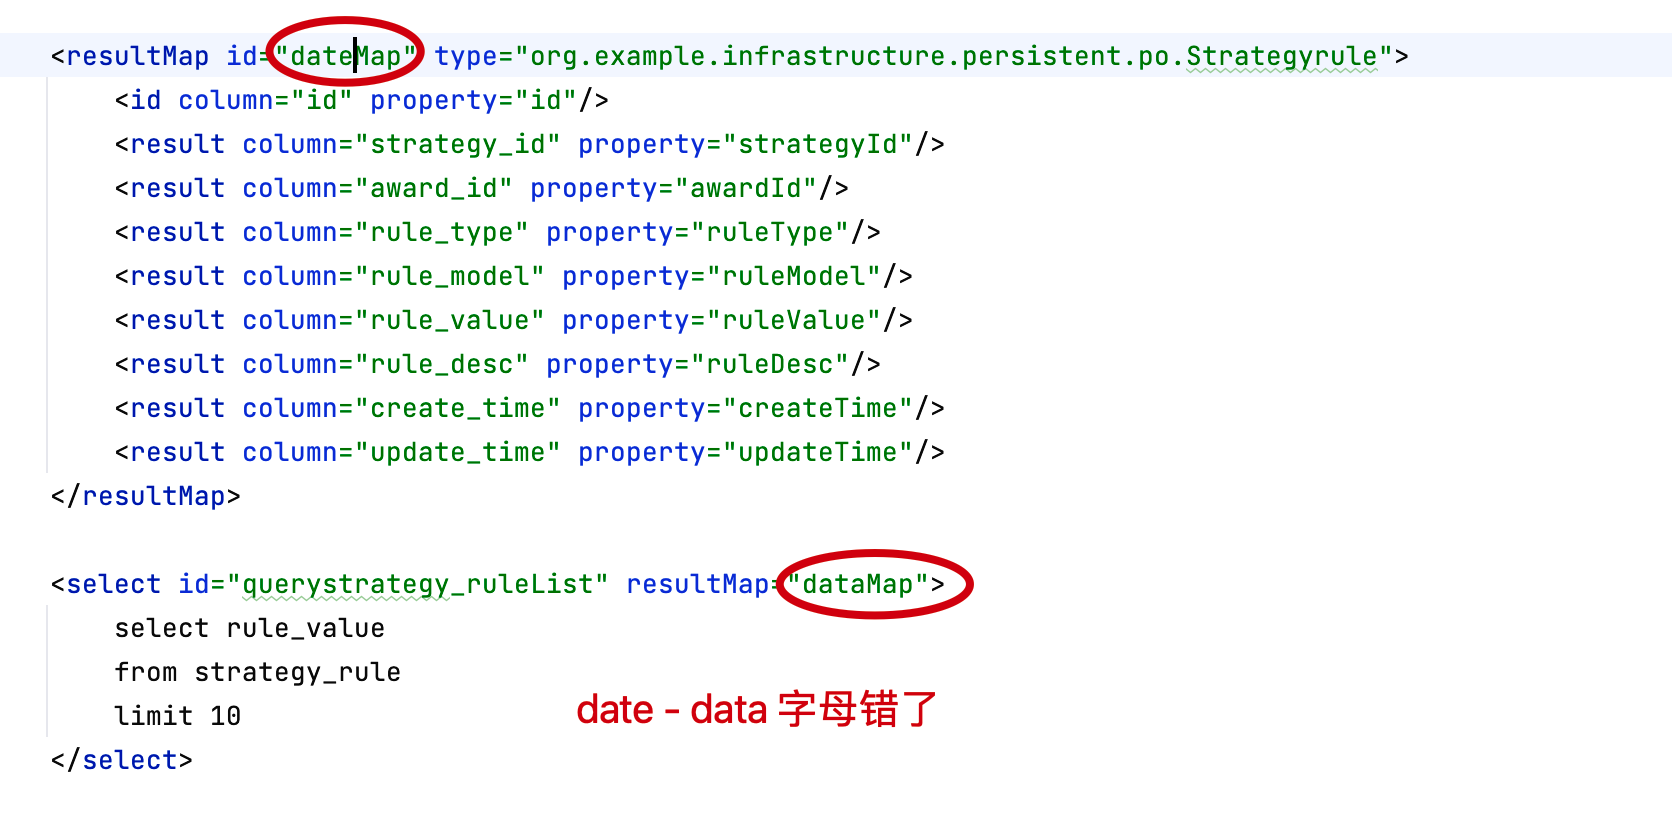 <resultMap id="dateMap" type="org.example.infrastructure.persistent.po.Strategyrule">
<id column="id" property="id"/>
<result column="strategy_id" property="strategyId"/>
<result column="award_id" property="awardId"/>
<result column="rule_type" property="ruleType"/>
<result column="rule_model" property="ruleModel"/>
<result column="rule_value" property="ruleValue"/>
<result column="rule_desc" property="ruleDesc"/>
<result column="create_time" property="createTime"/>
<result column="update_time" property="updateTime"/>
</resultMap>
<select id="querystrategy_ruleList" resultMap="dataMap">
select rule_value
from strategy_rule
limit 10
date - data 字母错了
</select>